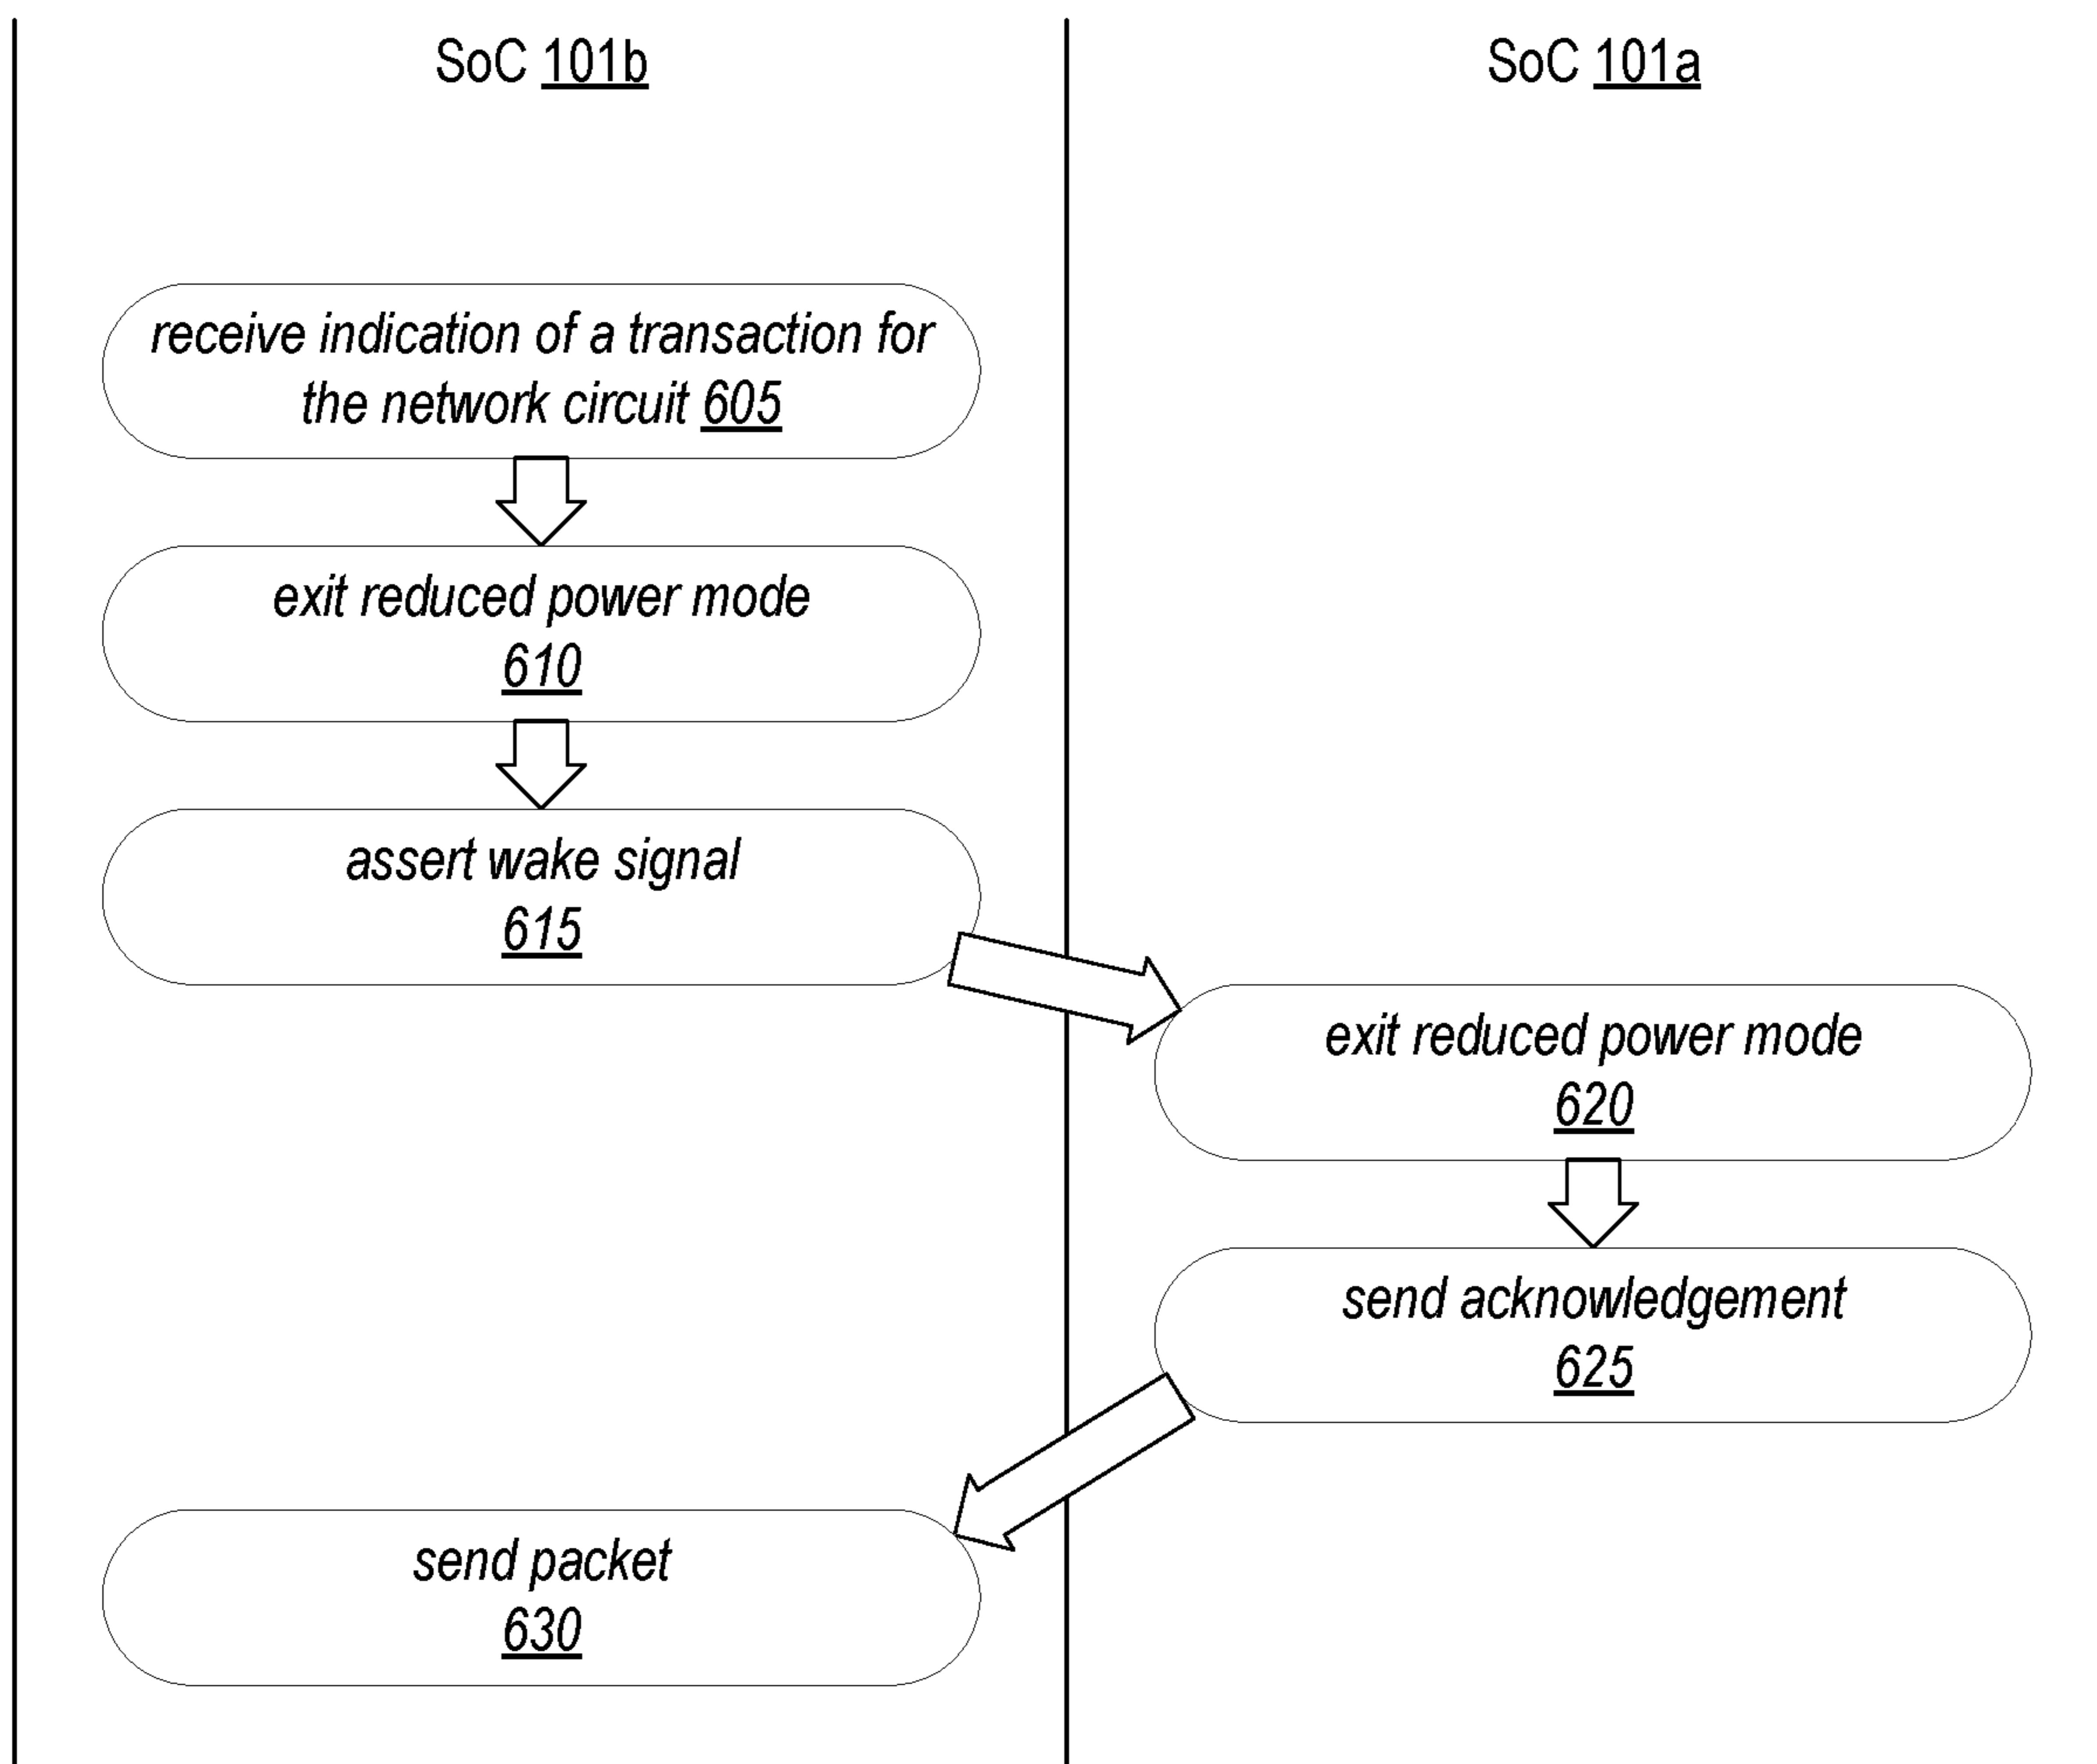 SoC 101b
SoC 101a
receive indication of a transaction for
the network circuit 605
exit reduced power mode
610
assert wake signal
615
exit reduced power mode
620
send acknowledgement
625
send packet
630